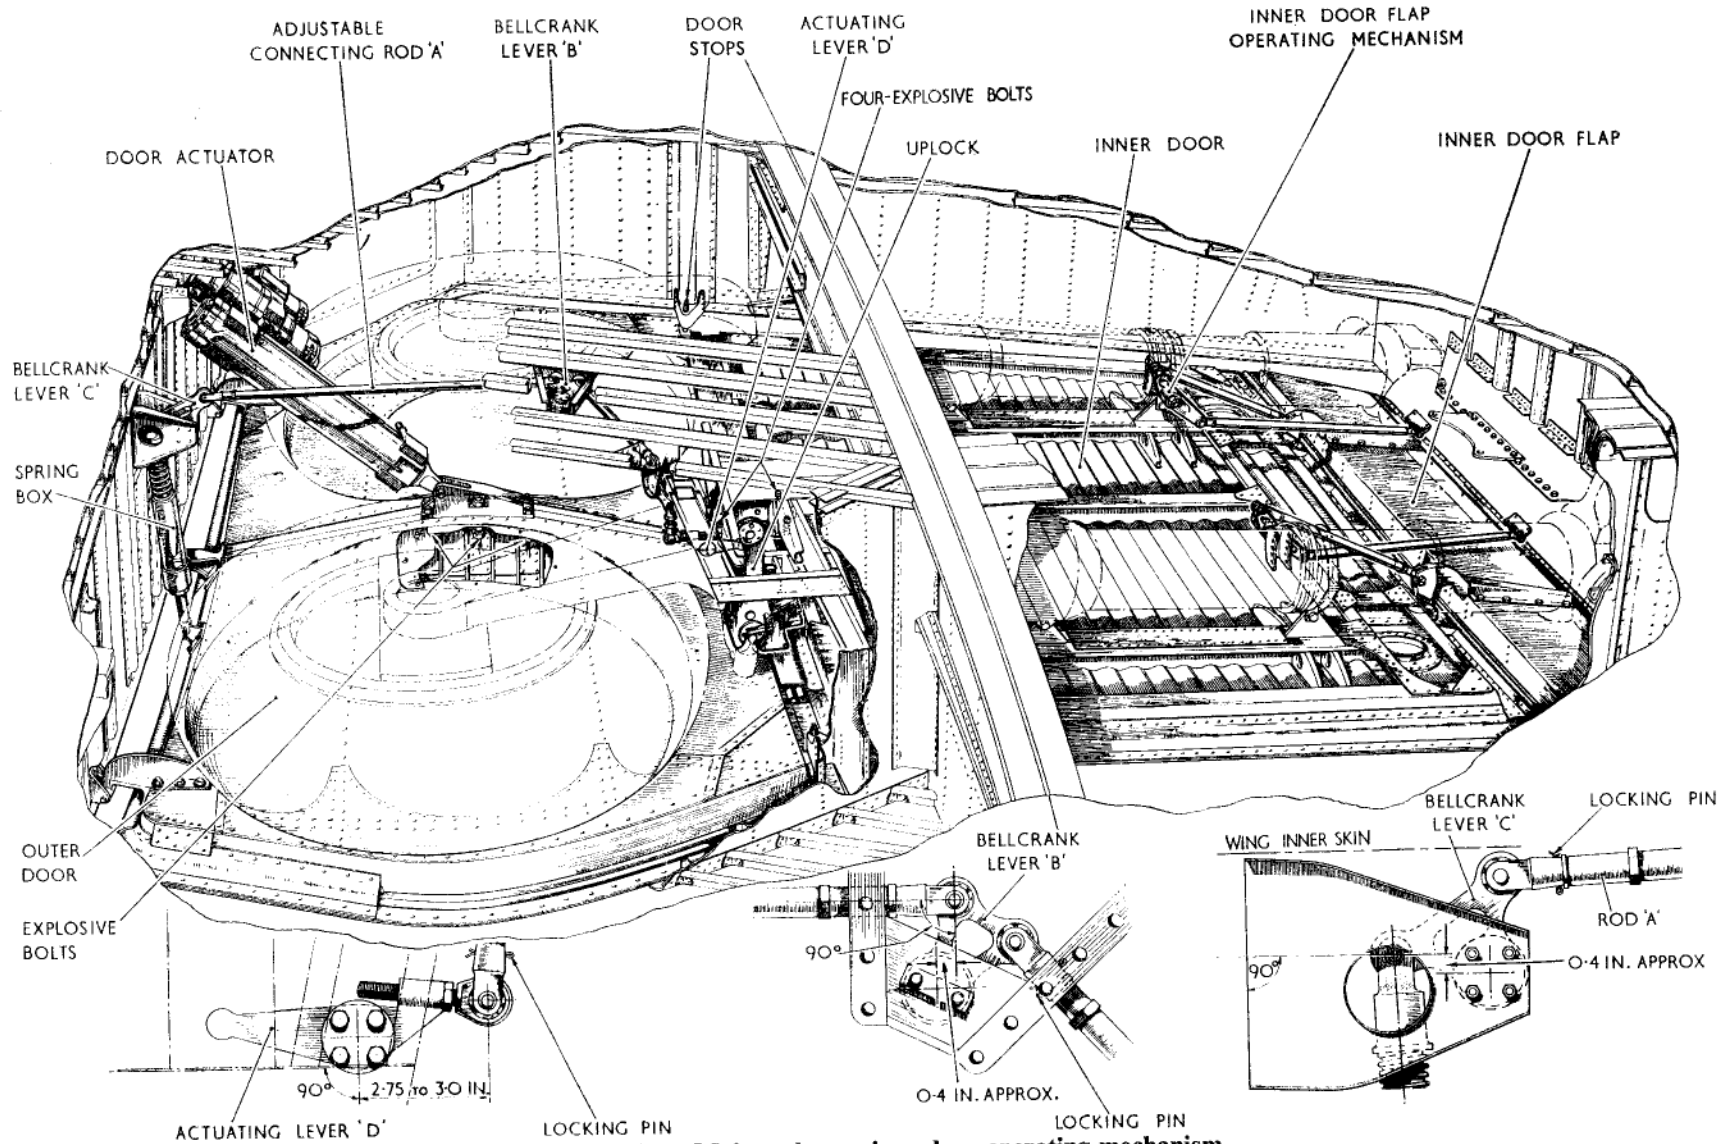 ADJUSTABLE
CONNECTING ROD 'A'
BELLCRANK
LEVER 'B'
DOOR
STOPS
ACTUATING
LEVER 'D'
INNER DOOR FLAP
OPERATING MECHANISM
FOUR-EXPLOSIVE BOLTS
DOOR ACTUATOR
UPLOCK
INNER DOOR
INNER DOOR FLAP
BELLCRANK
LEVER 'C'
SPRING
BOX
OUTER
DOOR
EXPLOSIVE
BOLTS
90°
2·75 TO 3·0 IN.
ACTUATING LEVER 'D'
LOCKING PIN
BELLCRANK
LEVER 'B'
90°
0·4 IN. APPROX.
LOCKING PIN
BELLCRANK
LEVER 'C'
LOCKING PIN
WING INNER SKIN
ROD 'A'
90°
0·4 IN. APPROX
door operating mechanism